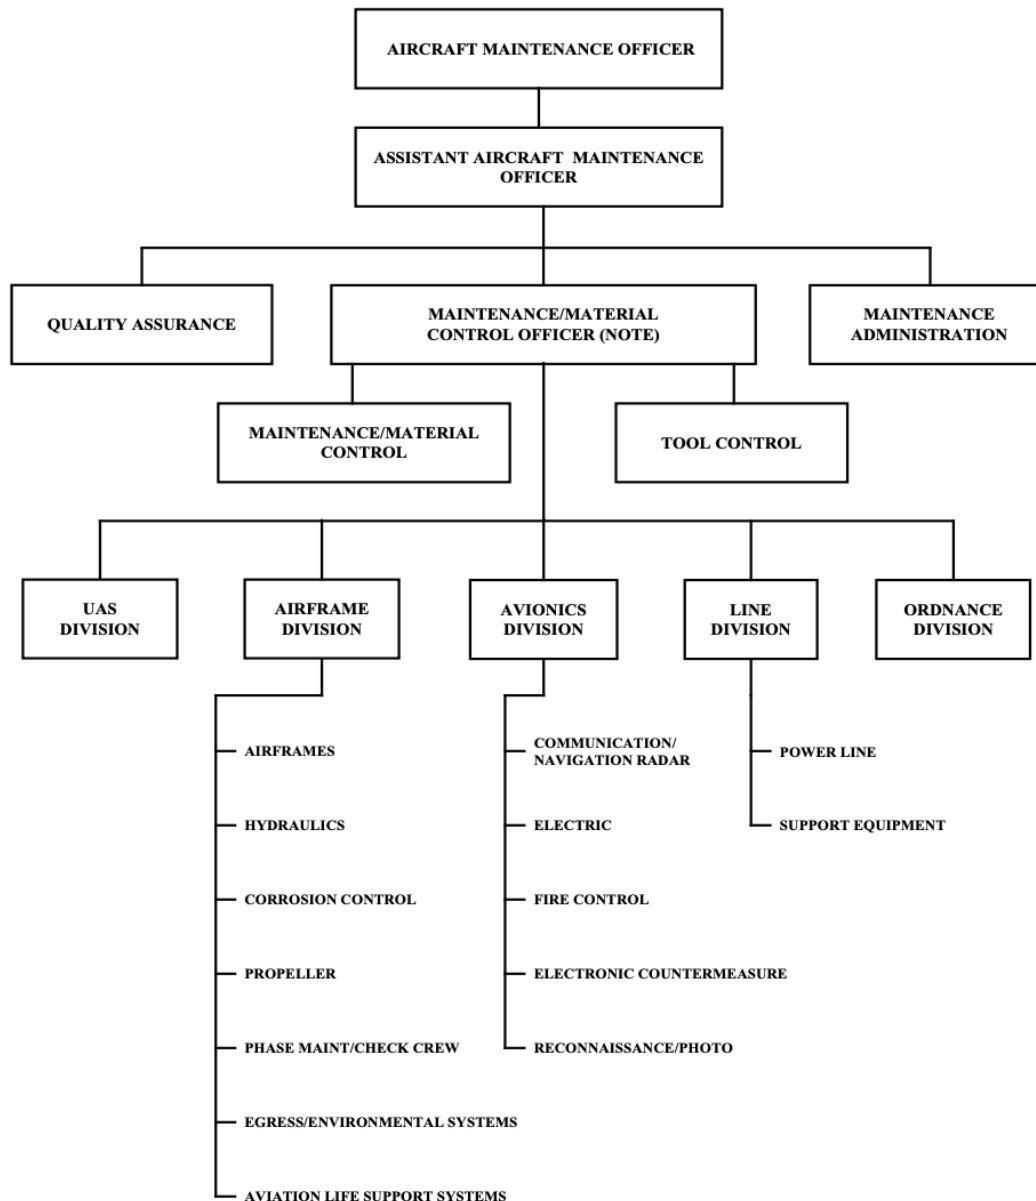 AIRCRAFT MAINTENANCE OFFICER
ASSISTANT AIRCRAFT MAINTENANCE
OFFICER
QUALITY ASSURANCE
MAINTENANCE/MATERIAL
CONTROL OFFICER (NOTE)
MAINTENANCE
ADMINISTRATION
MAINTENANCE/MATERIAL
CONTROL
TOOL CONTROL
UAS
DIVISION
AIRFRAME
DIVISION
AVIONICS
DIVISION
LINE
DIVISION
ORDNANCE
DIVISION
AIRFRAMES
HYDRAULICS
CORROSION CONTROL
PROPELLER
PHASE MAINT/CHECK CREW
EGRESS/ENVIRONMENTAL SYSTEMS
AVIATION LIFE SUPPORT SYSTEMS
COMMUNICATION/
NAVIGATION RADAR
ELECTRIC
FIRE CONTROL
ELECTRONIC COUNTERMEASURE
RECONNAISSANCE/PHOTO
POWER LINE
SUPPORT EQUIPMENT